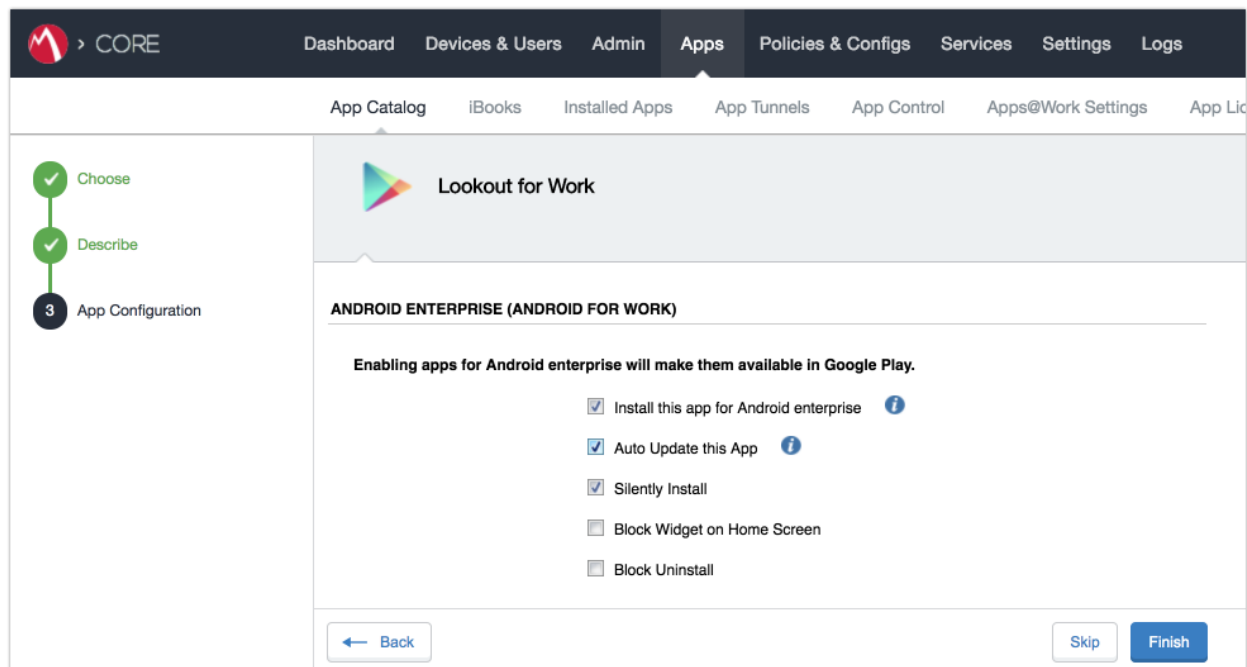 › CORE Dashboard Devices & Users Admin Apps Policies & Configs Services Settings Logs
App Catalog iBooks Installed Apps App Tunnels App Control Apps@Work Settings App Lic
Choose
Describe
3 App Configuration
Lookout for Work
ANDROID ENTERPRISE (ANDROID FOR WORK)
Enabling apps for Android enterprise will make them available in Google Play.
Install this app for Android enterprise i
Auto Update this App i
Silently Install
Block Widget on Home Screen
Block Uninstall
Back Skip Finish